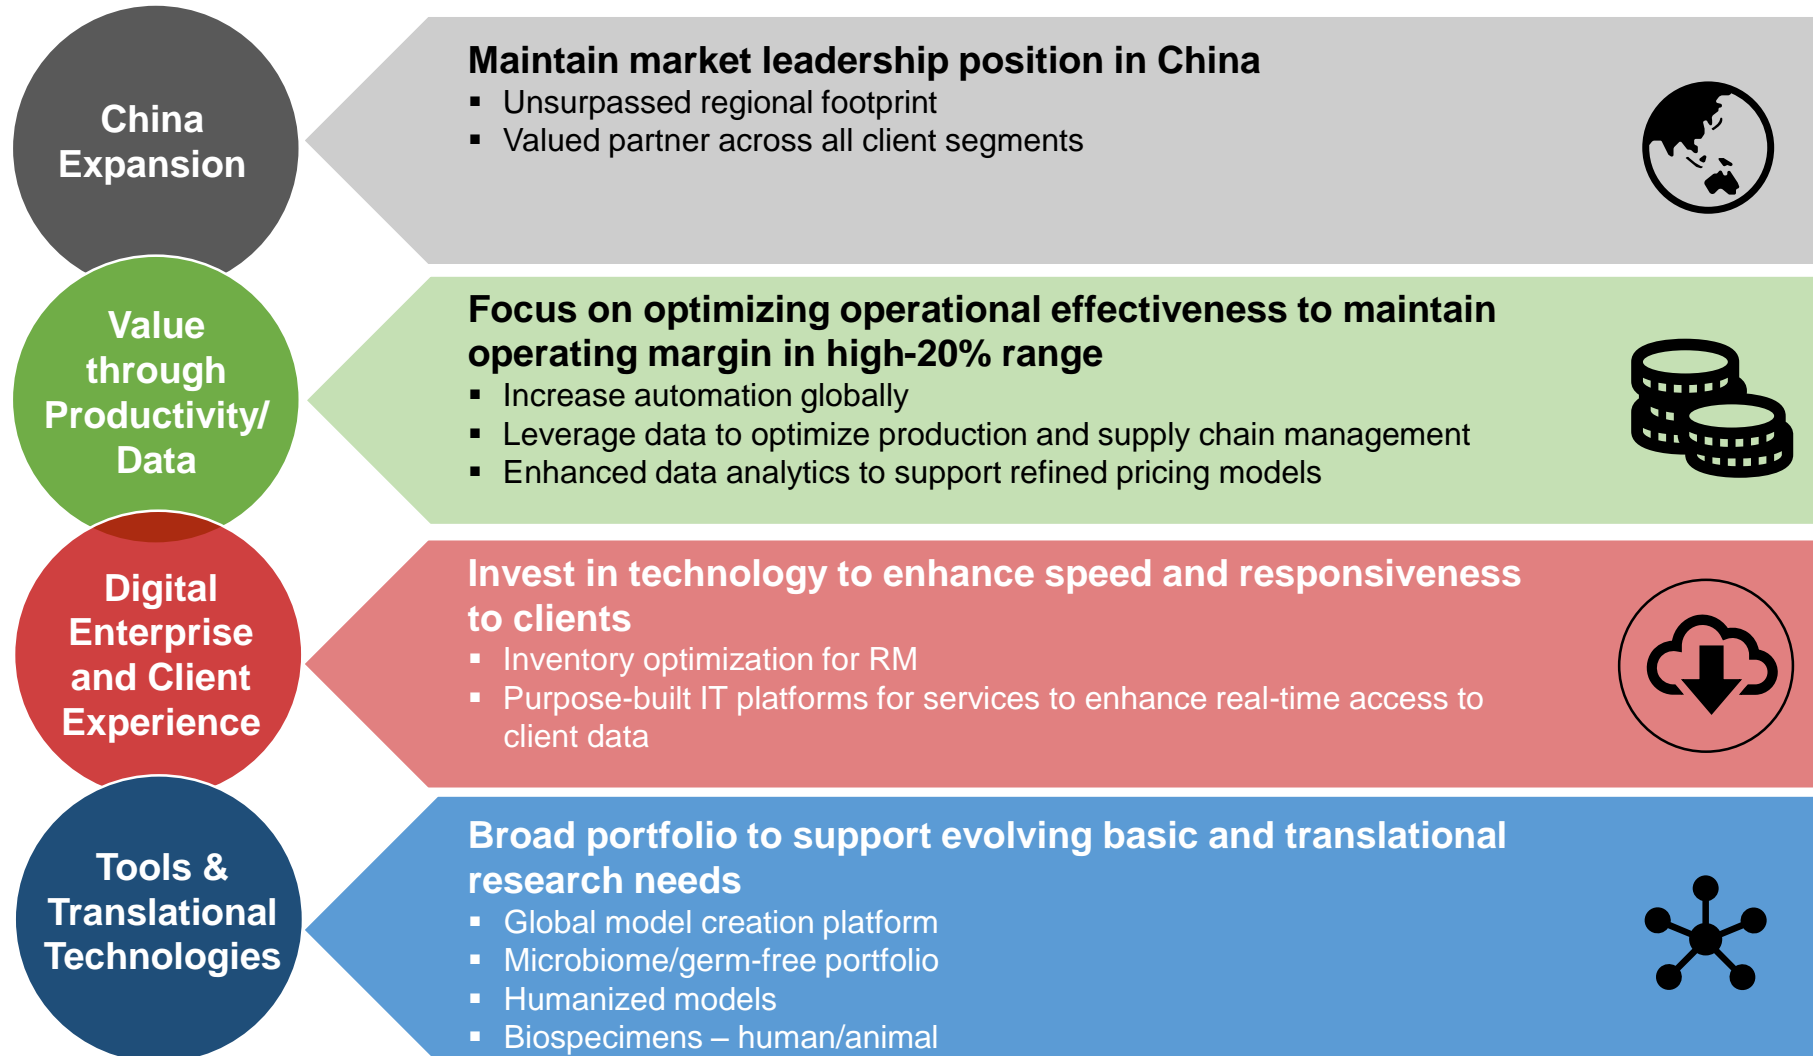 China
Expansion
Maintain market leadership position in China
▪ Unsurpassed regional footprint
▪ Valued partner across all client segments
Value
through
Productivity/
Data
Focus on optimizing operational effectiveness to maintain
operating margin in high-20% range
▪ Increase automation globally
▪ Leverage data to optimize production and supply chain management
▪ Enhanced data analytics to support refined pricing models
Digital
Enterprise
and Client
Experience
Invest in technology to enhance speed and responsiveness
to clients
▪ Inventory optimization for RM
▪ Purpose-built IT platforms for services to enhance real-time access to
client data
Tools &
Translational
Technologies
Broad portfolio to support evolving basic and translational
research needs
▪ Global model creation platform
▪ Microbiome/germ-free portfolio
▪ Humanized models
▪ Biospecimens – human/animal